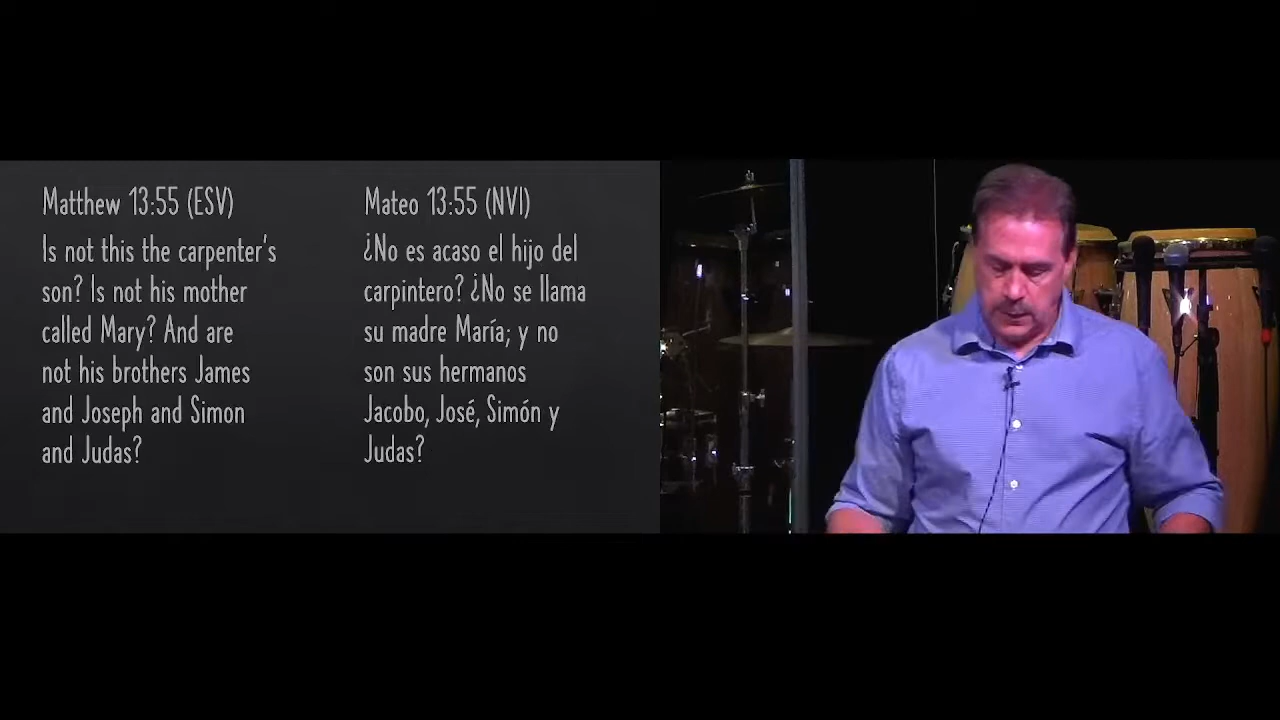 Matthew 13:55 (ESV)
Is not this the carpenter's
son? Is not his mother
called Mary? And are
not his brothers James
and Joseph and Simon
and Judas?
Mateo 13:55 (NVI)
¿No es acaso el hijo del
carpintero? ¿No se llama
su madre María; y no
son sus hermanos
Jacobo, José, Simón y
Judas?